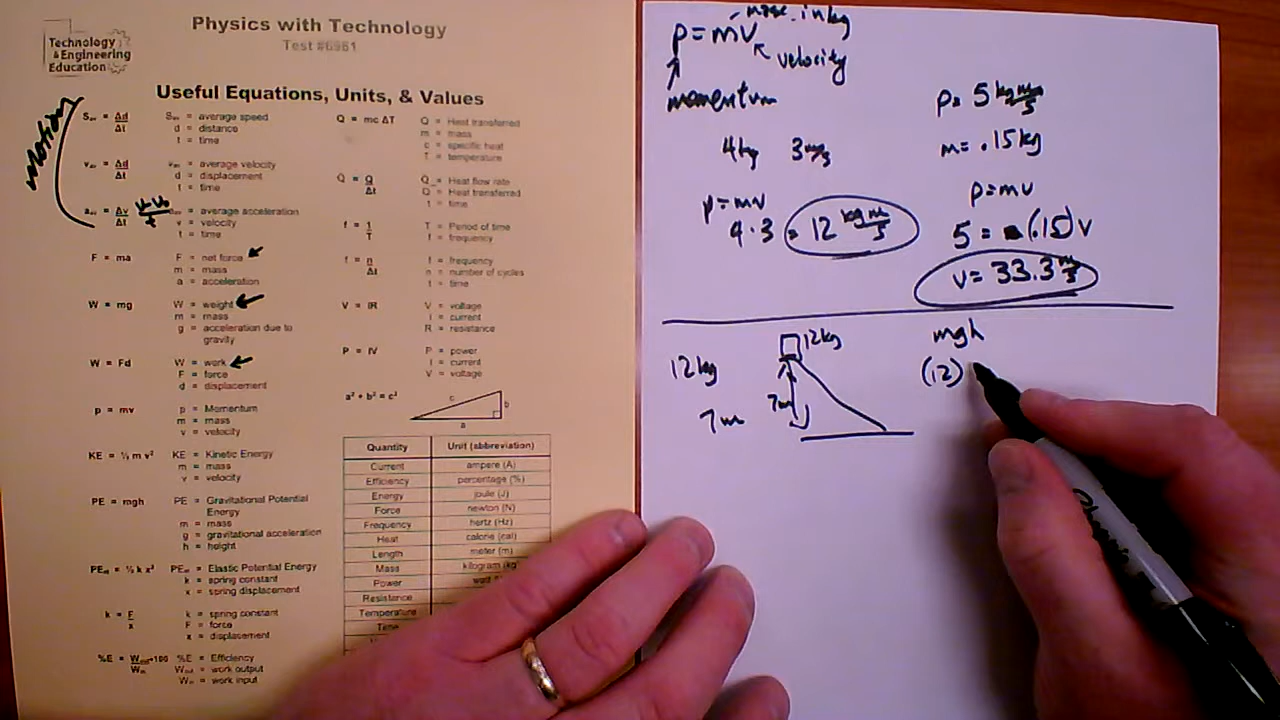 Technology
& Engineering
Education
Physics with Technology
Test #6981
Useful Equations, Units, & Values
motion
Sav = Δd
Δt
Sav = average speed
d = distance
t = time
vav = Δd
Δt
vav = average velocity
d = displacement
t = time
aav = Δv
Δt
v-v₀
t
aav = average acceleration
v = velocity
t = time
F = ma
F = net force
m = mass
a = acceleration
W = mg
W = weight
m = mass
g = acceleration due to
gravity
W = Fd
W = work
F = force
d = displacement
p = mv
p = Momentum
m = mass
v = velocity
KE = ½ m v²
KE = Kinetic Energy
m = mass
v = velocity
PE = mgh
PE = Gravitational Potential
Energy
m = mass
g = gravitational acceleration
h = height
PEel = ½ k x²
PEel = Elastic Potential Energy
k = spring constant
x = spring displacement
k = F
x
k = spring constant
F = force
x = displacement
%E = Wout*100
Win
%E = Efficiency
Wout = work output
Win = work input
Q = mc ΔT
Q = Heat transferred
m = mass
c = specific heat
T = temperature
Q = Q
Δt
Q = Heat flow rate
Q = Heat transferred
t = time
f = 1
T
T = Period of time
f = frequency
f = n
Δt
f = frequency
n = number of cycles
t = time
V = IR
V = voltage
I = current
R = resistance
P = IV
P = power
I = current
V = voltage
a² + b² = c²
c
b
a
Quantity Unit (abbreviation)
Current ampere (A)
Efficiency percentage (%)
Energy joule (J)
Force newton (N)
Frequency hertz (Hz)
Heat calorie (cal)
Length meter (m)
Mass kilogram (kg
Power
Resistance
Temperature
Time
mass in kg
p = mv
velocity
momentum
4kg 3m/s
p = mv
4 · 3 = 12 kg m/s
p = 5 kg m/s
m = .15kg
p = mv
5 = (.15) v
v = 33.3 m/s
12kg
7m
12kg
7m
mgh
(12)